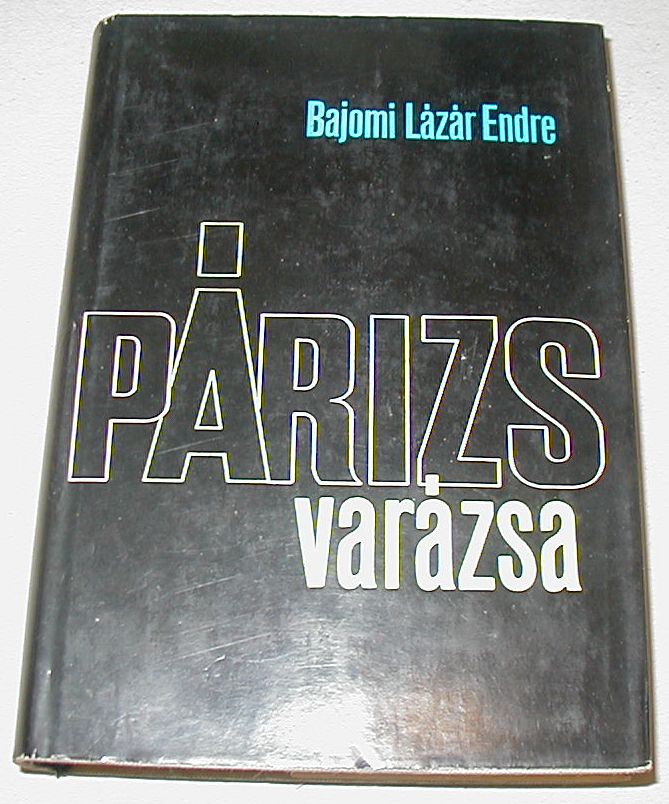 Bajomi Lázár Endre
PÁRIZS
varázsa